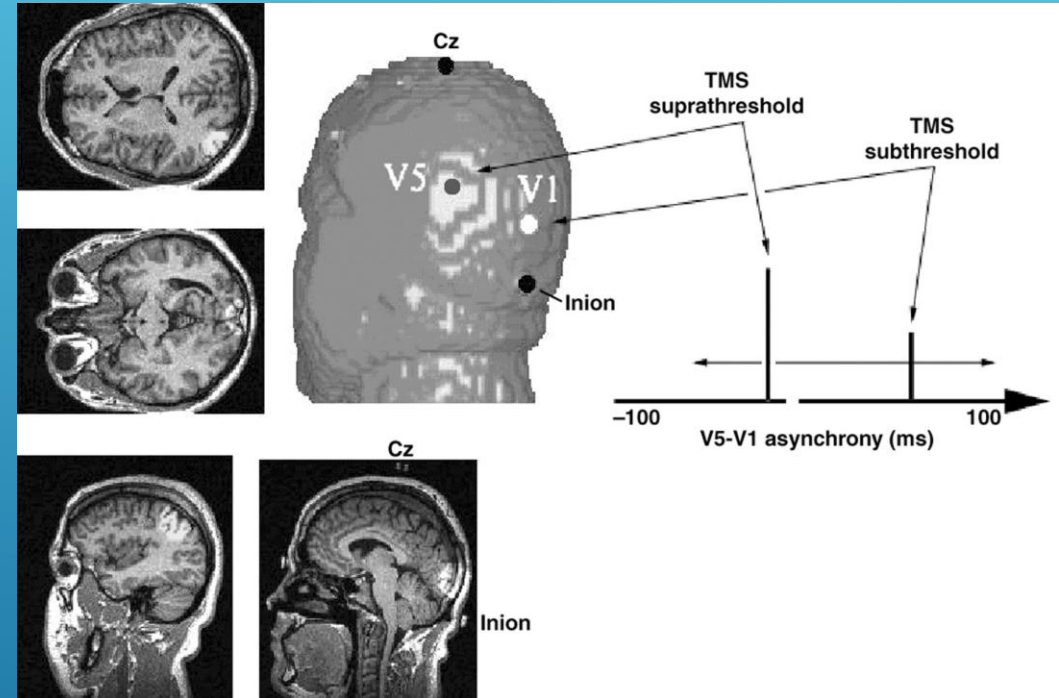 Cz
TMS
suprathreshold
TMS
subthreshold
V5
V1
Inion
–100
100
V5-V1 asynchrony (ms)
Cz
Inion